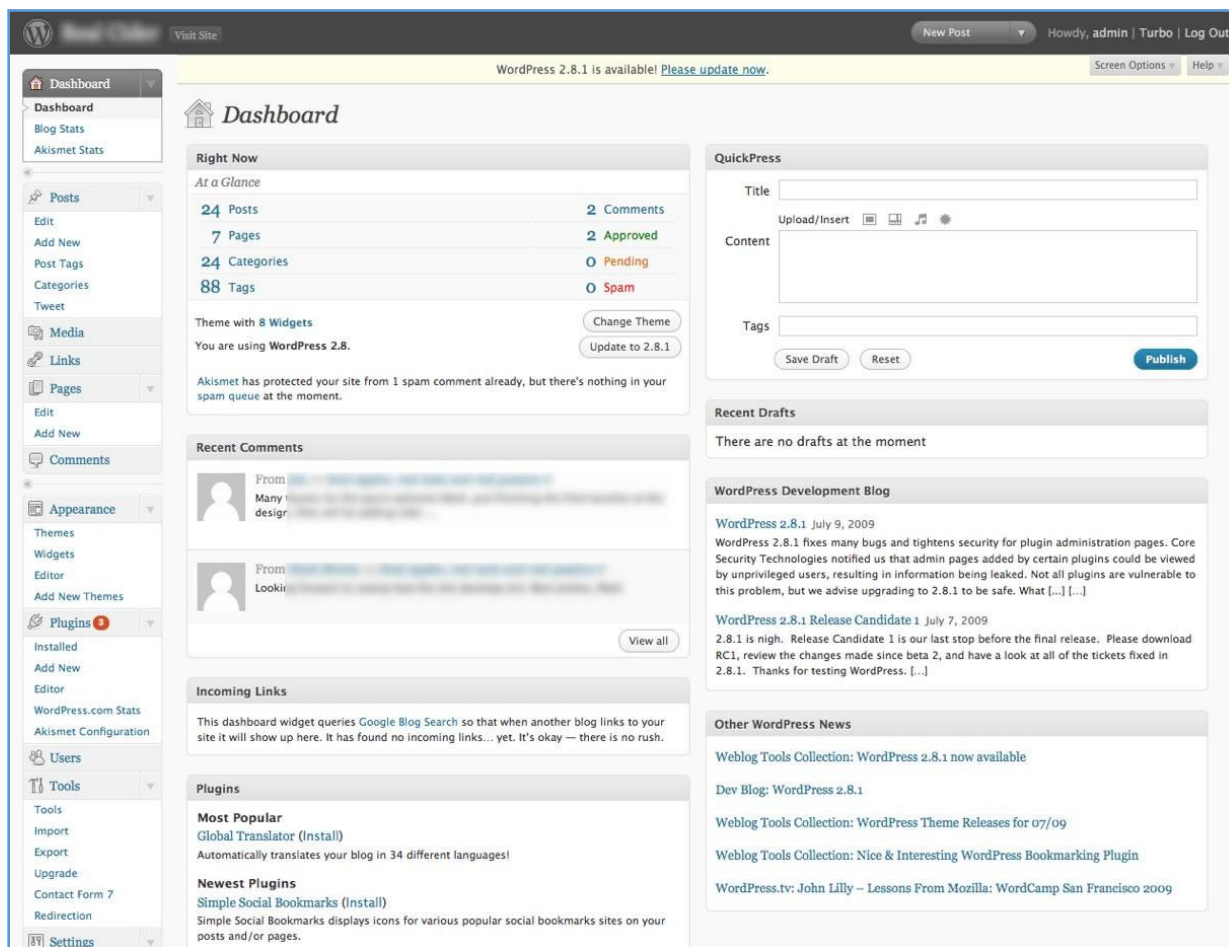 Visit Site
New Post
Howdy, admin | Turbo | Log Out
WordPress 2.8.1 is available! Please update now.
Screen Options
Help
Dashboard
Dashboard
Blog Stats
Akismet Stats
Posts
Edit
Add New
Post Tags
Categories
Tweet
Media
Links
Pages
Edit
Add New
Comments
Appearance
Themes
Widgets
Editor
Add New Themes
Plugins 3
Installed
Add New
Editor
WordPress.com Stats
Akismet Configuration
Users
Tools
Tools
Import
Export
Upgrade
Contact Form 7
Redirection
Settings
Dashboard
Right Now
At a Glance
24 Posts 2 Comments
7 Pages 2 Approved
24 Categories 0 Pending
88 Tags 0 Spam
Theme with 8 Widgets Change Theme
You are using WordPress 2.8. Update to 2.8.1
Akismet has protected your site from 1 spam comment already, but there's nothing in your
spam queue at the moment.
Recent Comments
From
Many
design
From
View all
Incoming Links
This dashboard widget queries Google Blog Search so that when another blog links to your
site it will show up here. It has found no incoming links... yet. It's okay — there is no rush.
Plugins
Most Popular
Global Translator (Install)
Automatically translates your blog in 34 different languages!
Newest Plugins
Simple Social Bookmarks (Install)
Simple Social Bookmarks displays icons for various popular social bookmarks sites on your
posts and/or pages.
QuickPress
Title
Upload/Insert
Content
Tags
Save Draft Reset Publish
Recent Drafts
There are no drafts at the moment
WordPress Development Blog
WordPress 2.8.1 July 9, 2009
WordPress 2.8.1 fixes many bugs and tightens security for plugin administration pages. Core
Security Technologies notified us that admin pages added by certain plugins could be viewed
by unprivileged users, resulting in information being leaked. Not all plugins are vulnerable to
this problem, but we advise upgrading to 2.8.1 to be safe. What [...] [...]
WordPress 2.8.1 Release Candidate 1 July 7, 2009
2.8.1 is nigh. Release Candidate 1 is our last stop before the final release. Please download
RC1, review the changes made since beta 2, and have a look at all of the tickets fixed in
2.8.1. Thanks for testing WordPress. [...]
Other WordPress News
Weblog Tools Collection: WordPress 2.8.1 now available
Dev Blog: WordPress 2.8.1
Weblog Tools Collection: WordPress Theme Releases for 07/09
Weblog Tools Collection: Nice & Interesting WordPress Bookmarking Plugin
WordPress.tv: John Lilly – Lessons From Mozilla: WordCamp San Francisco 2009